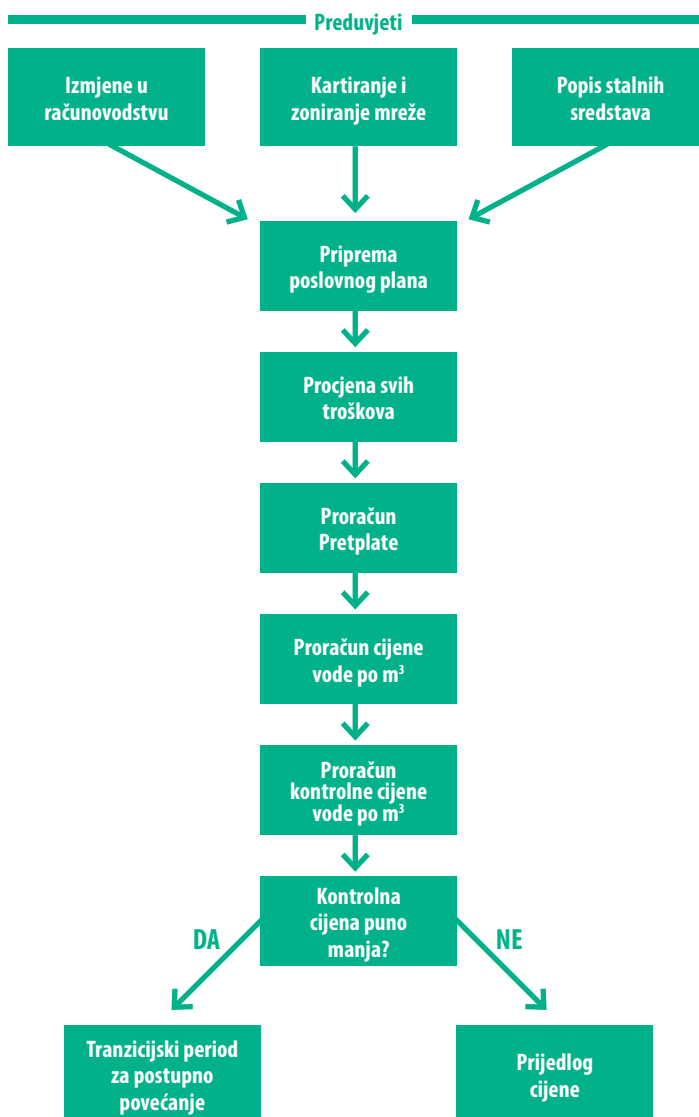 Preduvjeti
Izmjene u
računovodstvu
Kartiranje i
zoniranje mreže
Popis stalnih
sredstava
Priprema
poslovnog plana
Procjena svih
troškova
Proračun
Pretplate
Proračun cijene
vode po m³
Proračun
kontrolne cijene
vode po m³
Kontrolna
cijena puno
manja?
DA
NE
Tranzicijski period
za postupno
povećanje
Prijedlog
cijene